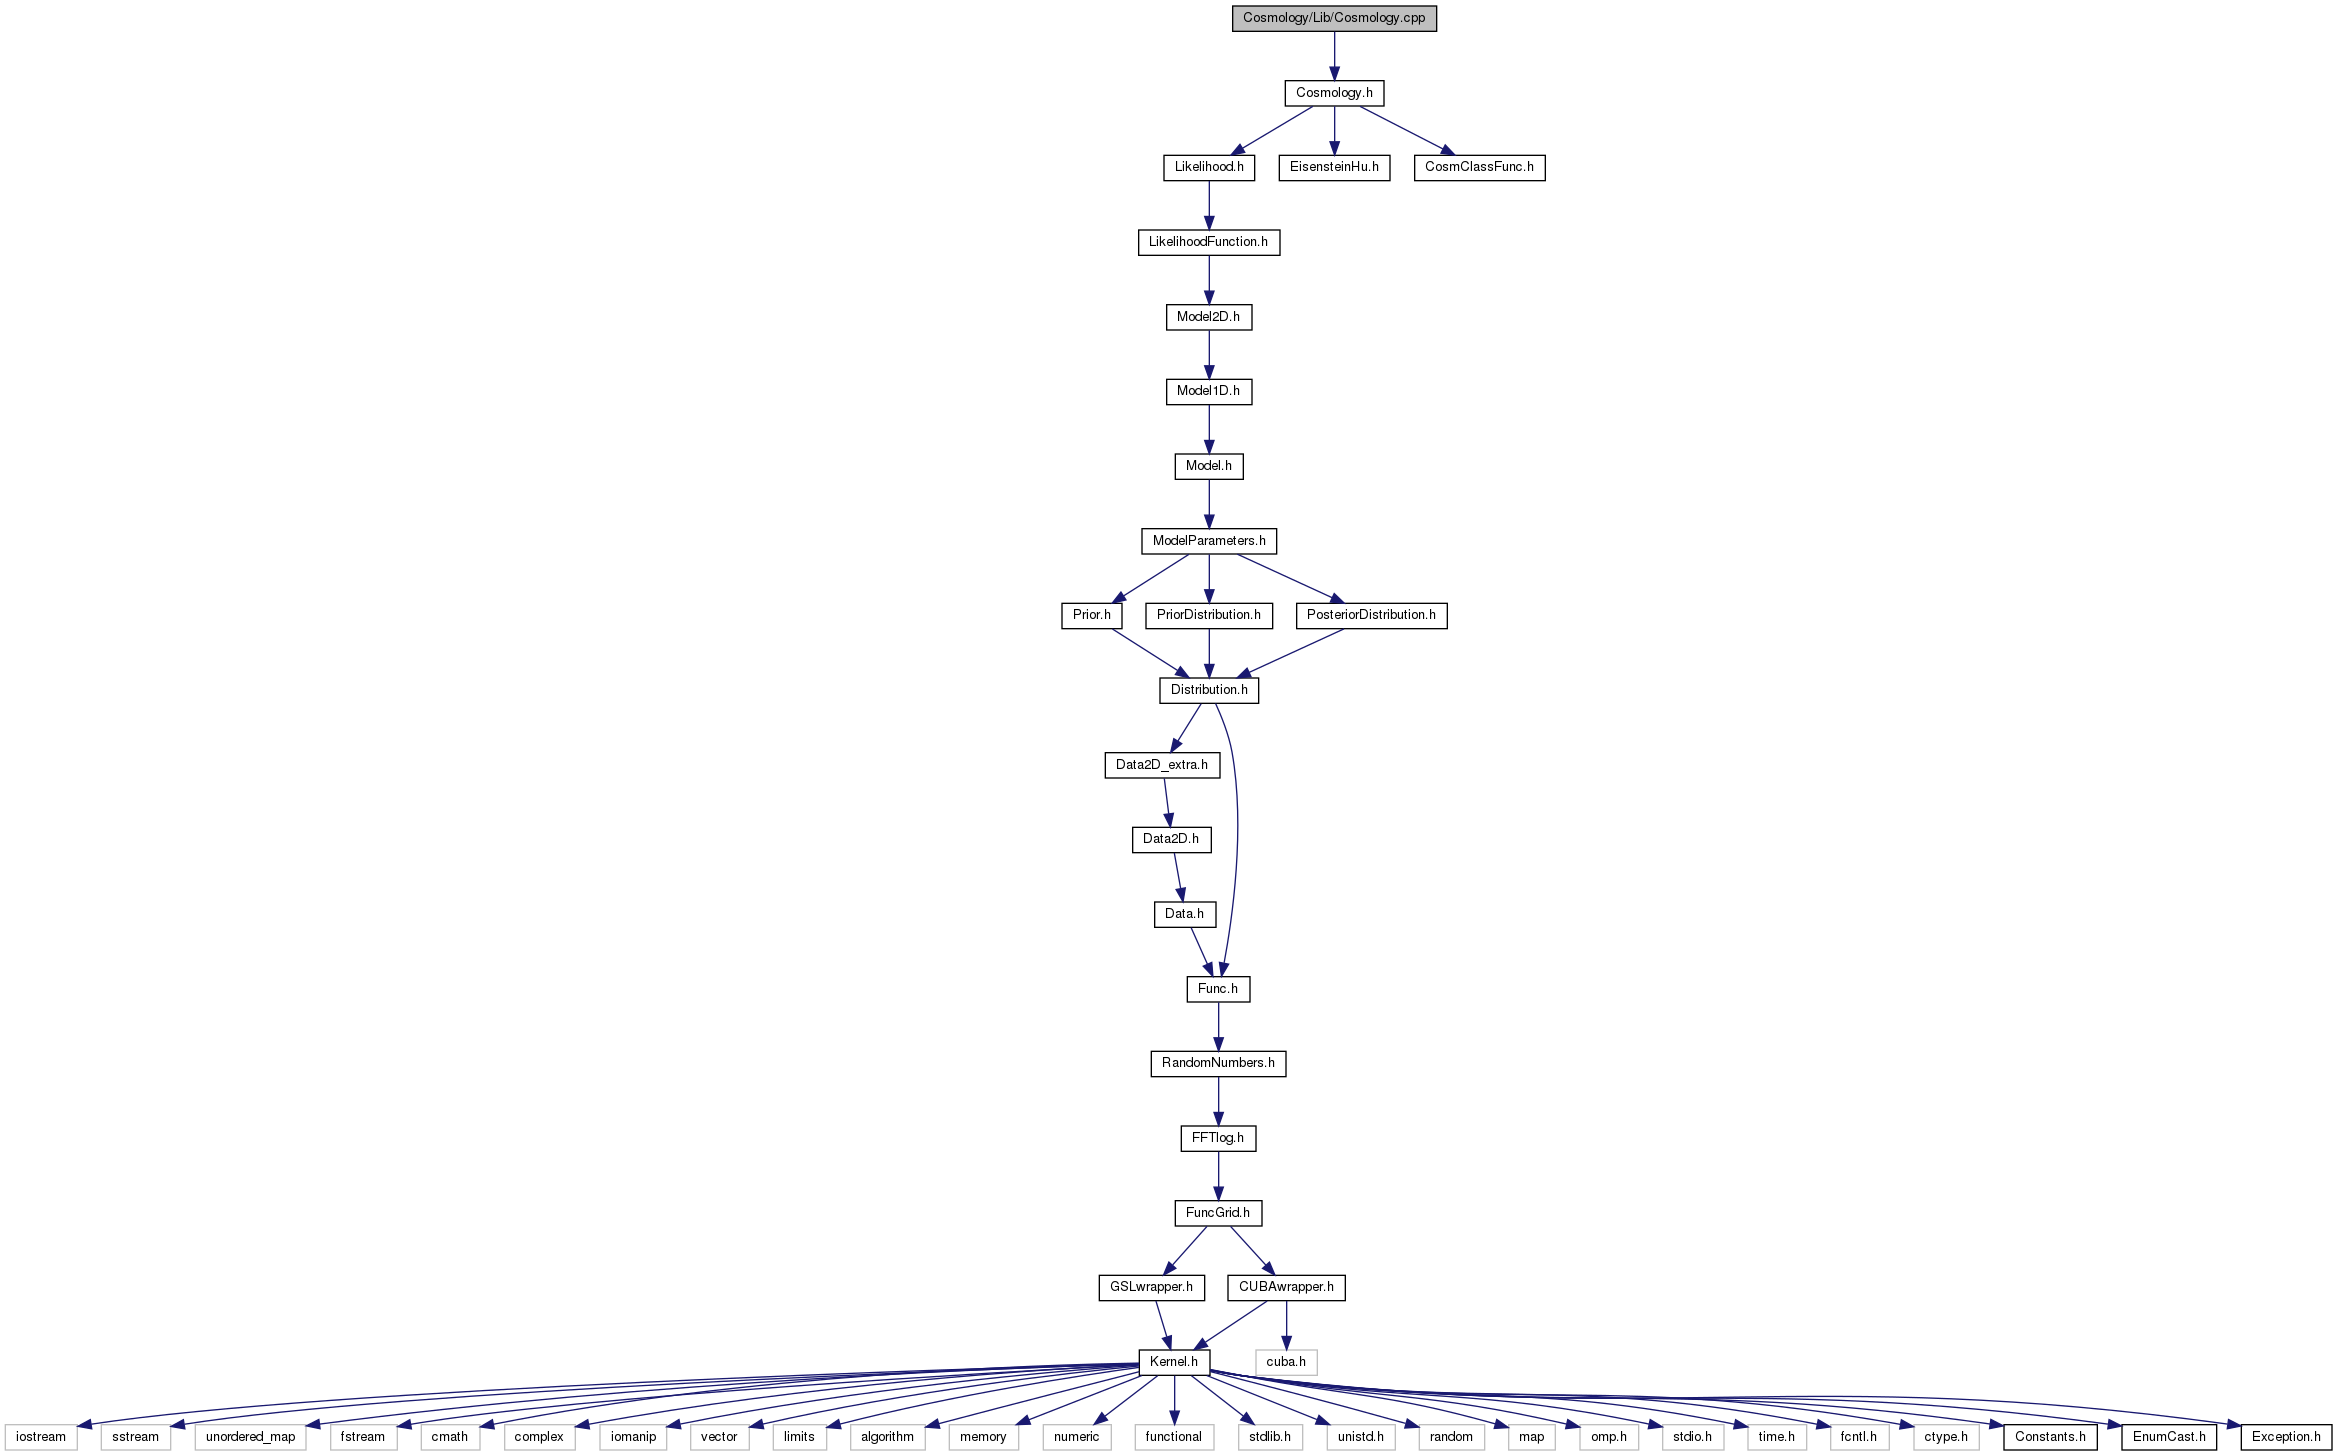 Cosmology/Lib/Cosmology.cpp
Cosmology.h
Likelihood.h
EisensteinHu.h
CosmClassFunc.h
LikelihoodFunction.h
Model2D.h
Model1D.h
Model.h
ModelParameters.h
Prior.h
PriorDistribution.h
PosteriorDistribution.h
Distribution.h
Data2D_extra.h
Data2D.h
Data.h
Func.h
RandomNumbers.h
FFTlog.h
FuncGrid.h
GSLwrapper.h
CUBAwrapper.h
Kernel.h
cuba.h
iostream
sstream
unordered_map
fstream
cmath
complex
iomanip
vector
limits
algorithm
memory
numeric
functional
stdlib.h
unistd.h
random
map
omp.h
stdio.h
time.h
fcntl.h
ctype.h
Constants.h
EnumCast.h
Exception.h